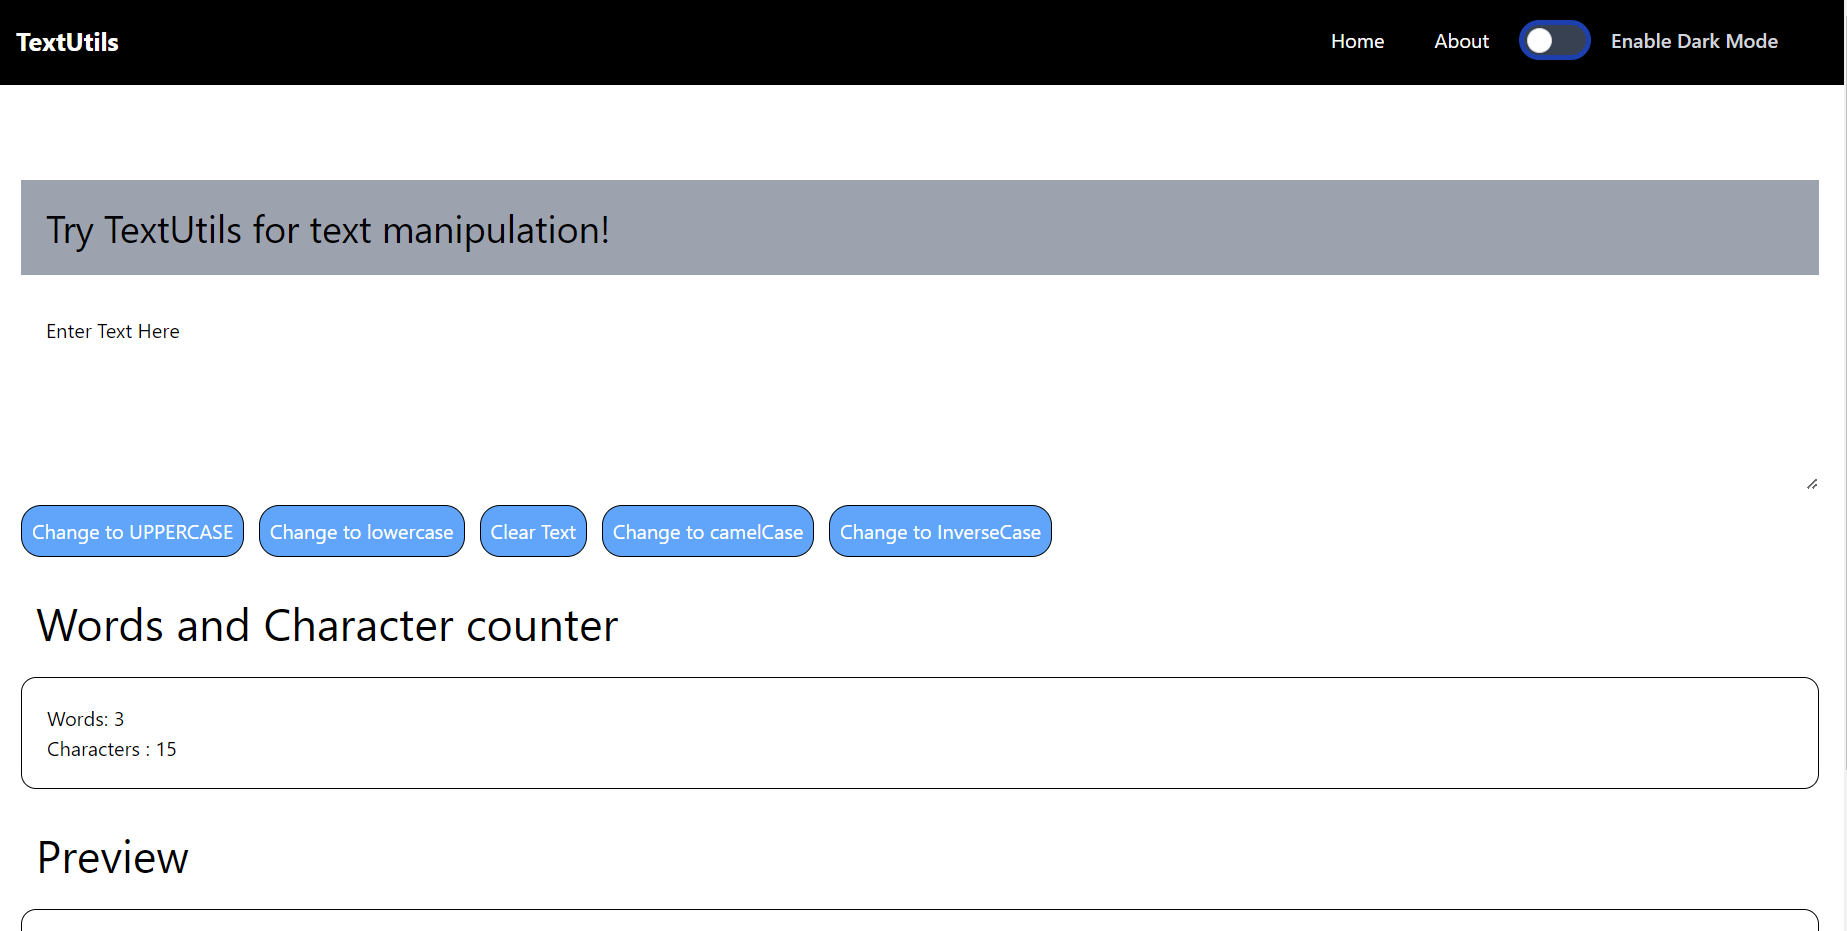 TextUtils Home About Enable Dark Mode
Try TextUtils for text manipulation!
Enter Text Here
Change to UPPERCASE Change to lowercase Clear Text Change to camelCase Change to InverseCase
Words and Character counter
Words: 3
Characters : 15
Preview